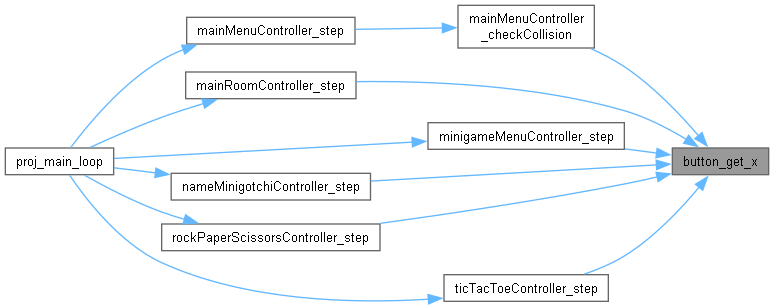 mainMenuController_step
mainMenuController
_checkCollision
mainRoomController_step
minigameMenuController_step
proj_main_loop
button_get_x
nameMinigotchiController_step
rockPaperScissorsController_step
ticTacToeController_step